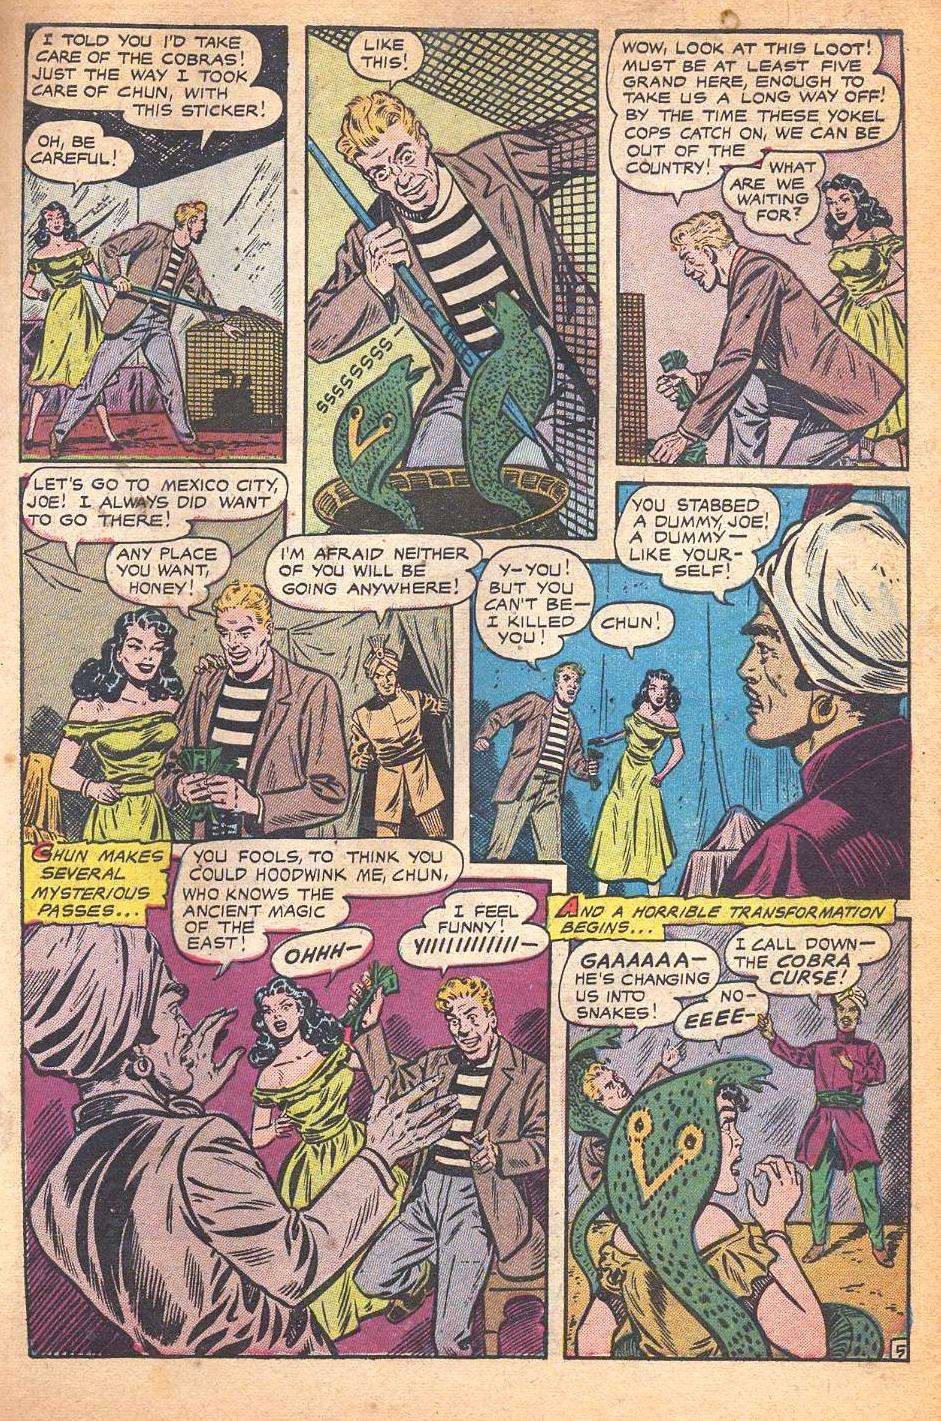 I TOLD YOU I'D TAKE
CARE OF THE COBRAS!
JUST THE WAY I TOOK
CARE OF CHUN, WITH
THIS STICKER!
OH, BE
CAREFUL!
LIKE
THIS!
SSSSSSSS
WOW, LOOK AT THIS LOOT!
MUST BE AT LEAST FIVE
GRAND HERE, ENOUGH TO
TAKE US A LONG WAY OFF!
BY THE TIME THESE YOKEL
COPS CATCH ON, WE CAN BE
OUT OF THE
COUNTRY!
WHAT
ARE WE
WAITING
FOR?
LET'S GO TO MEXICO CITY,
JOE! I ALWAYS DID WANT
TO GO THERE!
ANY PLACE
YOU WANT,
HONEY!
I'M AFRAID NEITHER
OF YOU WILL BE
GOING ANYWHERE!
Y-YOU!
BUT YOU
CAN'T BE—
I KILLED
YOU!
CHUN!
YOU STABBED
A DUMMY, JOE!
A DUMMY—
LIKE YOUR-
SELF!
CHUN MAKES
SEVERAL
MYSTERIOUS
PASSES...
YOU FOOLS, TO THINK YOU
COULD HOODWINK ME, CHUN,
WHO KNOWS THE
ANCIENT MAGIC
OF THE
EAST!
OHHH—
I FEEL
FUNNY!
YIIIIIIIIIII—
AND A HORRIBLE TRANSFORMATION
BEGINS...
GAAAAAA—
HE'S CHANGING
US INTO
SNAKES!
NO—
EEEE—
I CALL DOWN—
THE COBRA
CURSE!
5